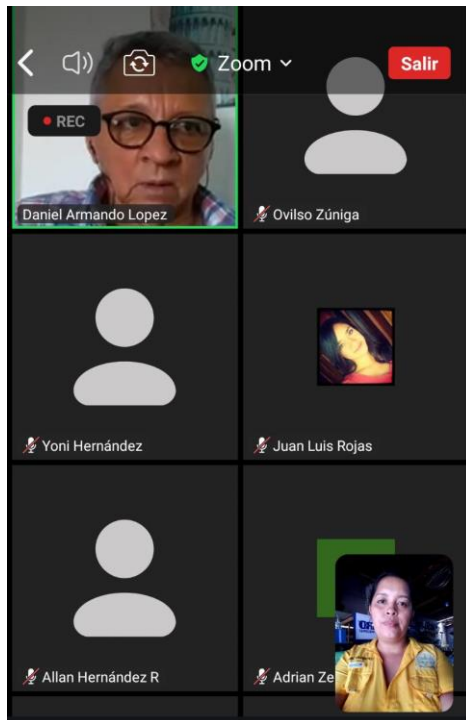 Zoom
Salir
REC
Daniel Armando Lopez
Ovilso Zúniga
Yoni Hernández
Juan Luis Rojas
Allan Hernández R
Adrian Ze